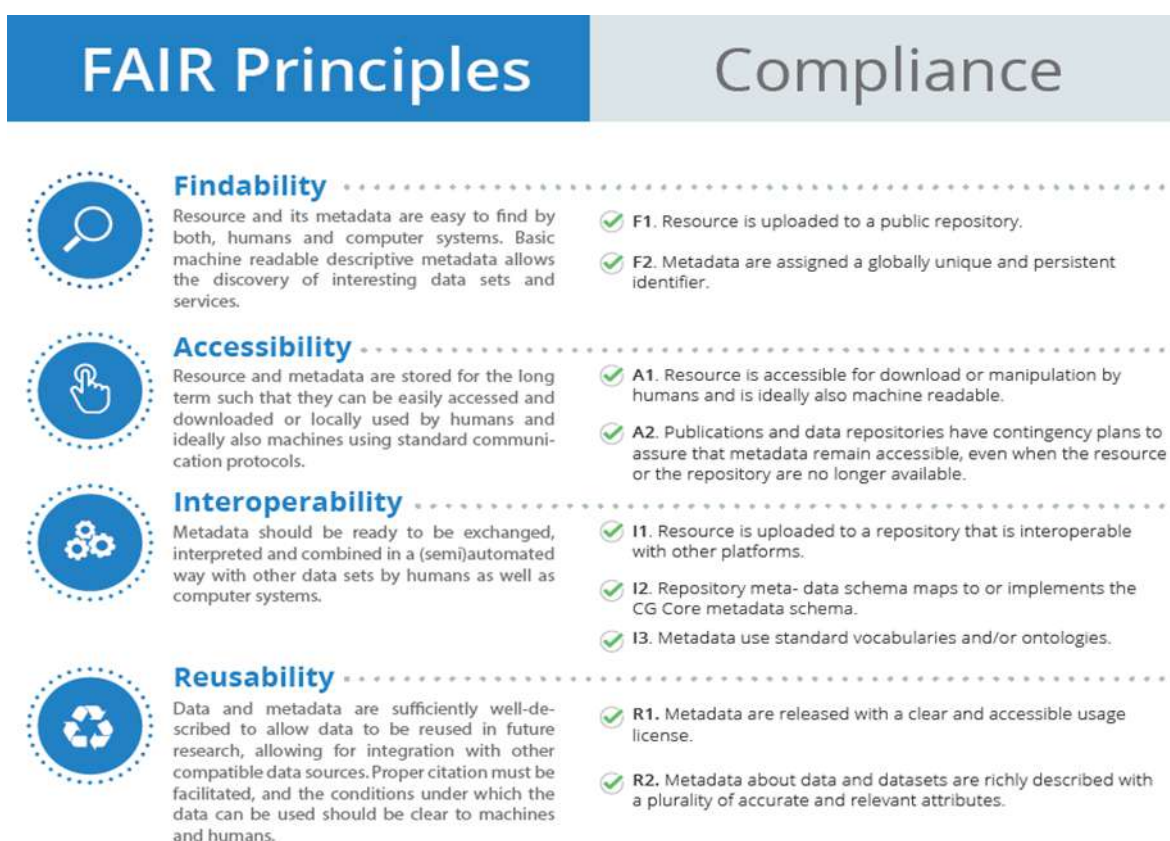 FAIR Principles
Compliance
Findability
Resource and its metadata are easy to find by
both, humans and computer systems. Basic
machine readable descriptive metadata allows
the discovery of interesting data sets and
services.
F1. Resource is uploaded to a public repository.
F2. Metadata are assigned a globally unique and persistent
identifier.
Accessibility
Resource and metadata are stored for the long
term such that they can be easily accessed and
downloaded or locally used by humans and
ideally also machines using standard communi-
cation protocols.
A1. Resource is accessible for download or manipulation by
humans and is ideally also machine readable.
A2. Publications and data repositories have contingency plans to
assure that metadata remain accessible, even when the resource
or the repository are no longer available.
Interoperability
Metadata should be ready to be exchanged,
interpreted and combined in a (semi)automated
way with other data sets by humans as well as
computer systems.
I1. Resource is uploaded to a repository that is interoperable
with other platforms.
I2. Repository meta- data schema maps to or implements the
CG Core metadata schema.
I3. Metadata use standard vocabularies and/or ontologies.
Reusability
Data and metadata are sufficiently well-de-
scribed to allow data to be reused in future
research, allowing for integration with other
compatible data sources. Proper citation must be
facilitated, and the conditions under which the
data can be used should be clear to machines
and humans.
R1. Metadata are released with a clear and accessible usage
license.
R2. Metadata about data and datasets are richly described with
a plurality of accurate and relevant attributes.